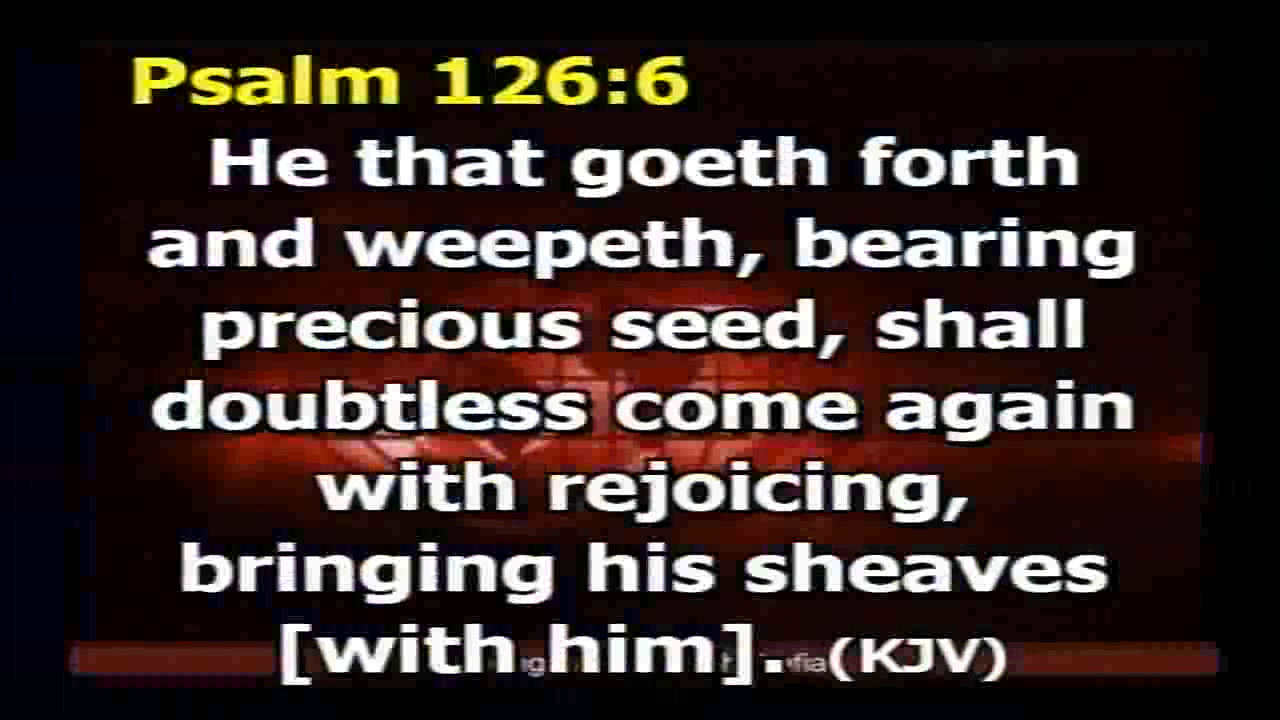 Psalm 126:6
He that goeth forth
and weepeth, bearing
precious seed, shall
doubtless come again
with rejoicing,
bringing his sheaves
[with him]. (KJV)